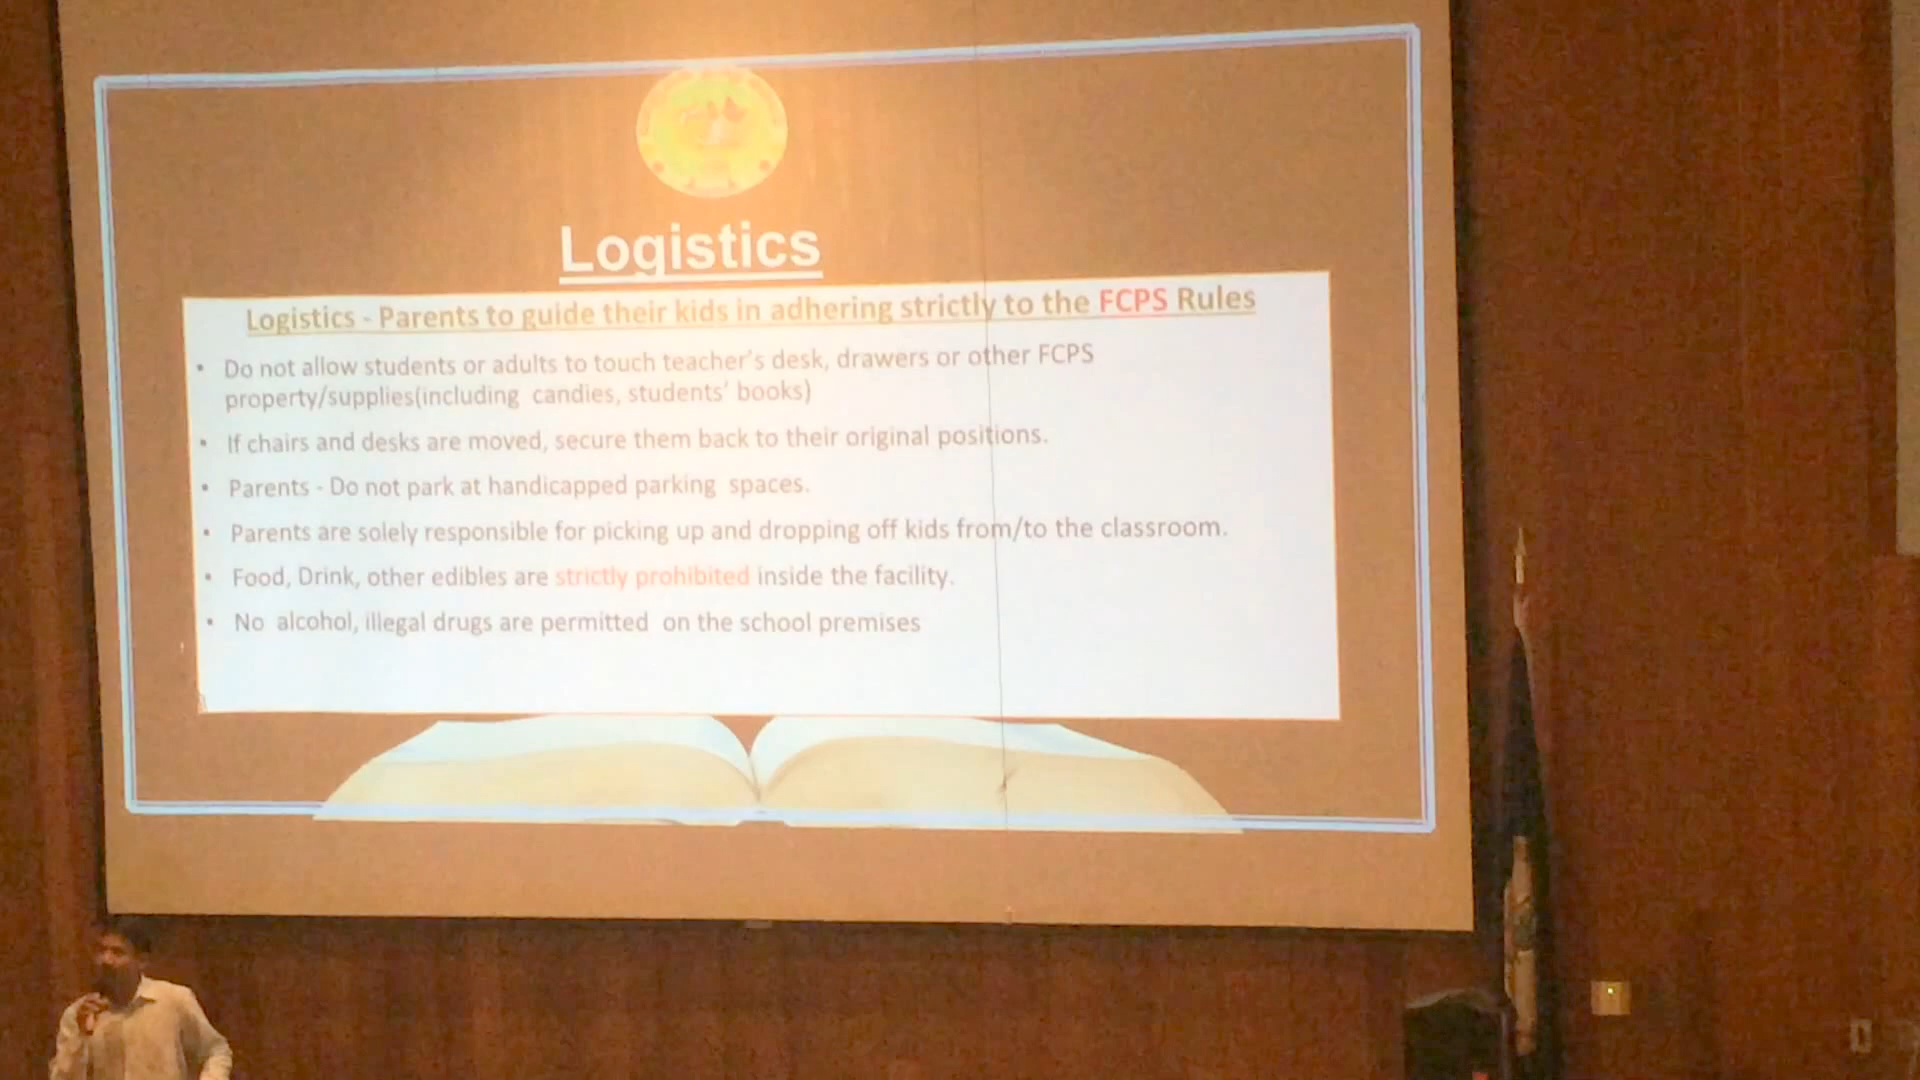 Logistics
Logistics - Parents to guide their kids in adhering strictly to the FCPS Rules
• Do not allow students or adults to touch teacher's desk, drawers or other FCPS
property/supplies(including candies, students' books)
• If chairs and desks are moved, secure them back to their original positions.
• Parents - Do not park at handicapped parking spaces.
• Parents are solely responsible for picking up and dropping off kids from/to the classroom.
• Food, Drink, other edibles are strictly prohibited inside the facility.
• No alcohol, illegal drugs are permitted on the school premises